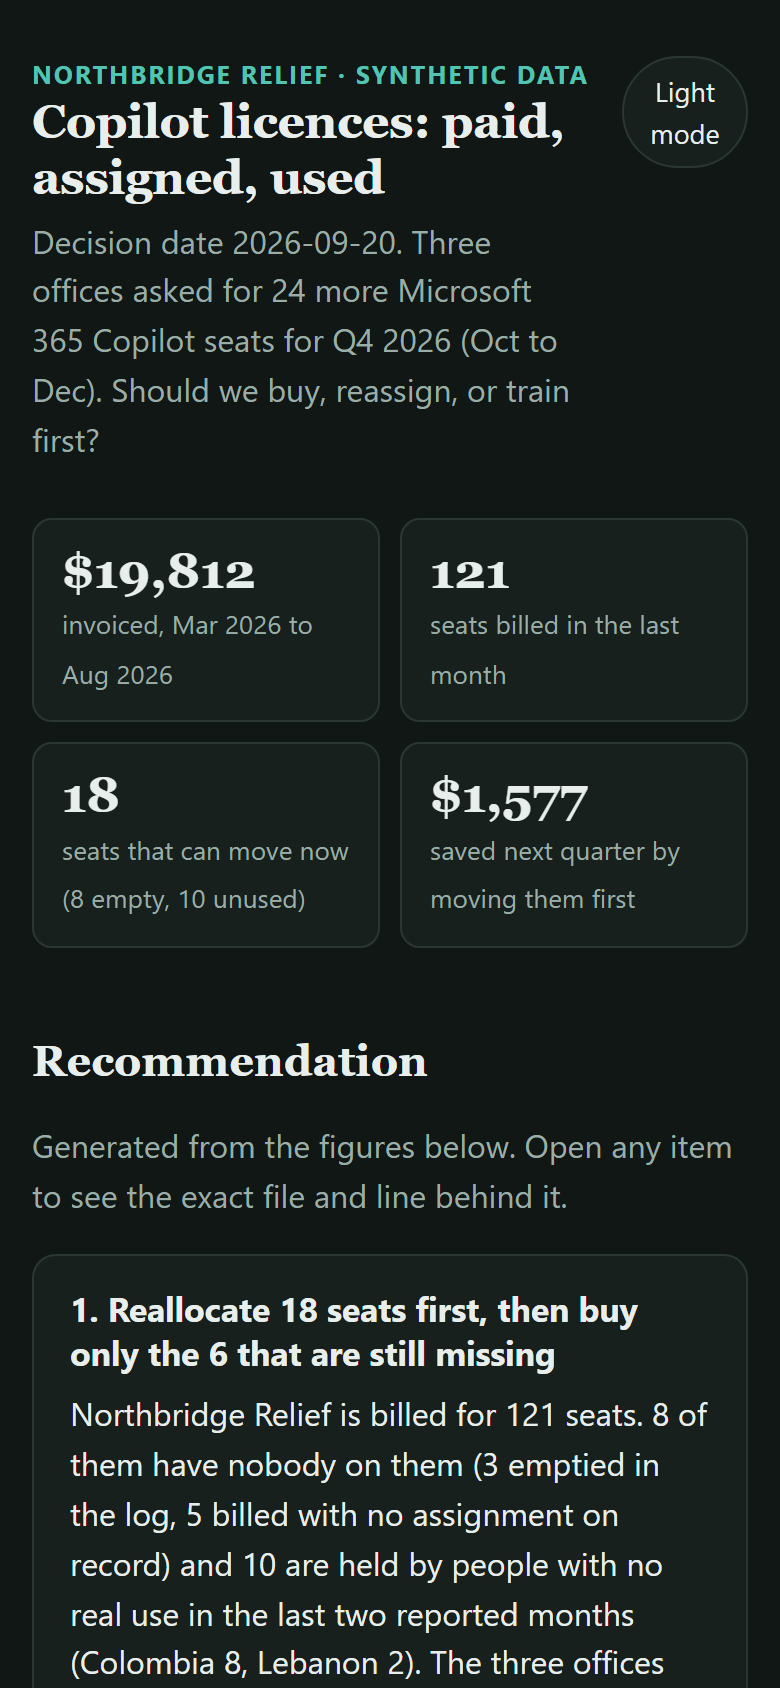 NORTHBRIDGE RELIEF · SYNTHETIC DATA
Copilot licences: paid,
assigned, used
Light
mode
Decision date 2026-09-20. Three
offices asked for 24 more Microsoft
365 Copilot seats for Q4 2026 (Oct to
Dec). Should we buy, reassign, or train
first?
$19,812
invoiced, Mar 2026 to
Aug 2026
121
seats billed in the last
month
18
seats that can move now
(8 empty, 10 unused)
$1,577
saved next quarter by
moving them first
Recommendation
Generated from the figures below. Open any item
to see the exact file and line behind it.
1. Reallocate 18 seats first, then buy
only the 6 that are still missing
Northbridge Relief is billed for 121 seats. 8 of
them have nobody on them (3 emptied in
the log, 5 billed with no assignment on
record) and 10 are held by people with no
real use in the last two reported months
(Colombia 8, Lebanon 2). The three offices